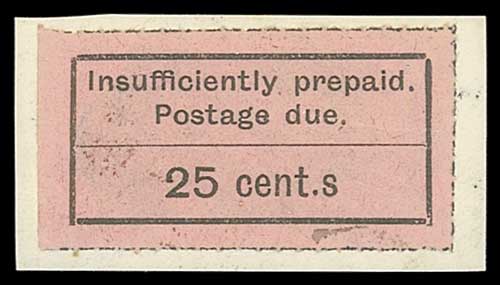 Insufficiently prepaid.
Postage due.
25 cent.s